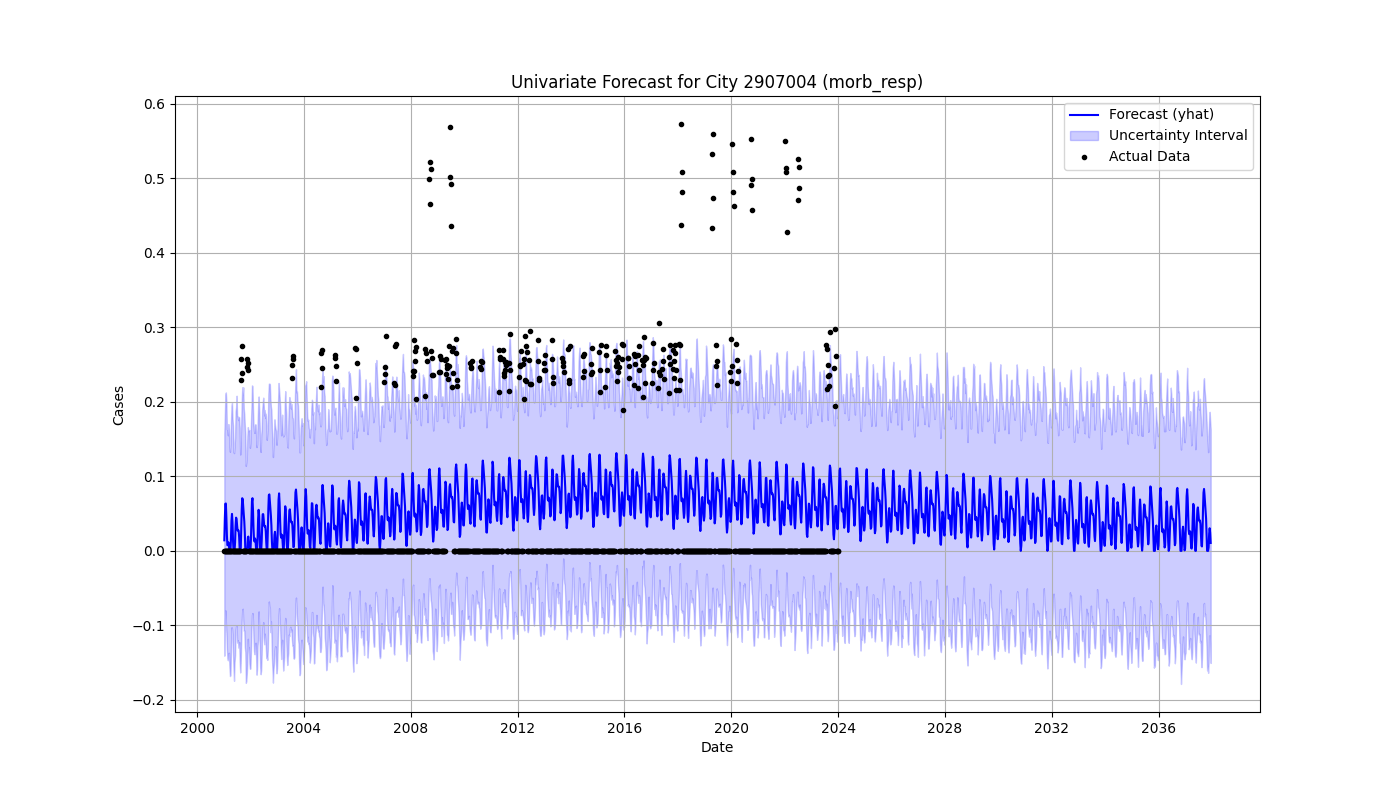 Univariate Forecast for City 2907004 (morb_resp)
Forecast (yhat)
Uncertainty Interval
Actual Data
Cases
0.6
0.5
0.4
0.3
0.2
0.1
0.0
−0.1
−0.2
2000 2004 2008 2012 2016 2020 2024 2028 2032 2036
Date